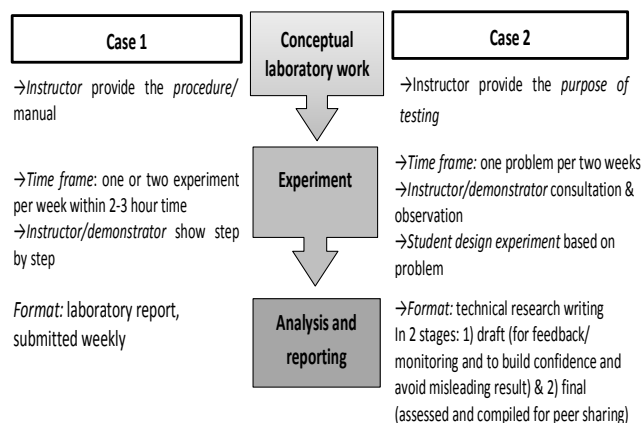 Case 1
→Instructor provide the procedure/
manual
→Time frame: one or two experiment
per week within 2-3 hour time
→Instructor/demonstrator show step
by step
Format: laboratory report,
submitted weekly
Conceptual
laboratory work
Experiment
Analysis and
reporting
Case 2
→Instructor provide the purpose of
testing
→Time frame: one problem per two weeks
→Instructor/demonstrator consultation &
observation
→Student design experiment based on
problem
→Format: technical research writing
In 2 stages: 1) draft (for feedback/
monitoring and to build confidence and
avoid misleading result) & 2) final
(assessed and compiled for peer sharing)